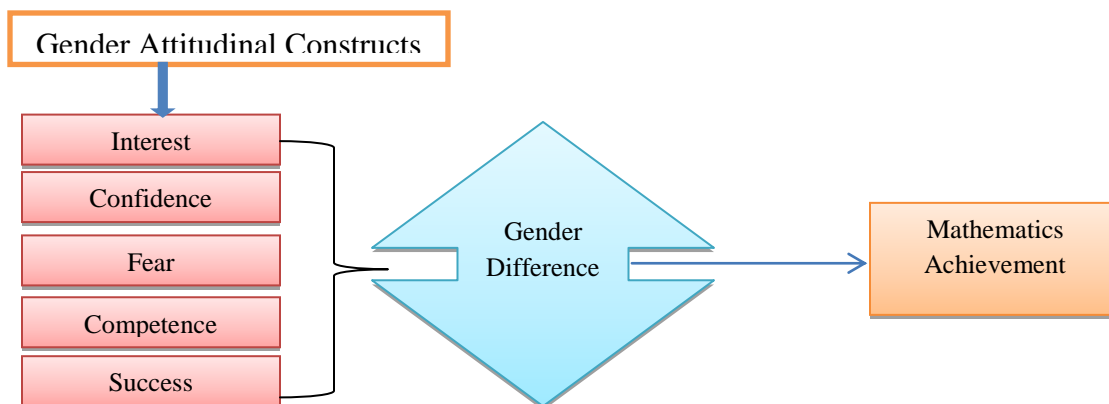 Gender Attitudinal Constructs
Interest
Confidence
Fear
Competence
Success
Gender
Difference
Mathematics
Achievement